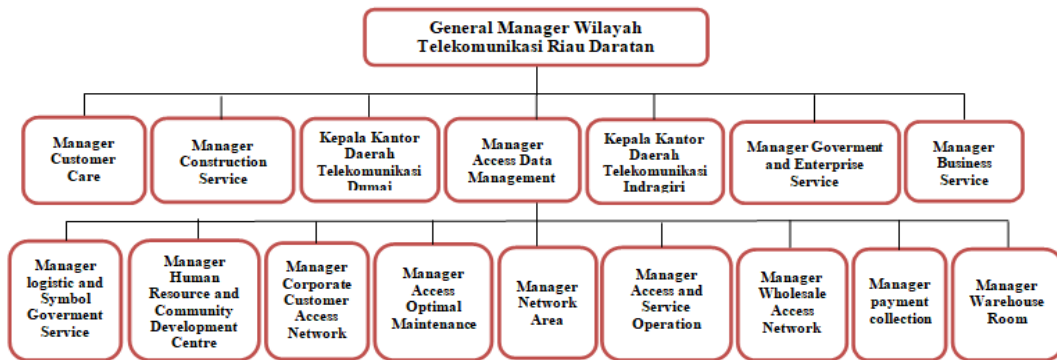 General Manager Wilayah
Telekomunikasi Riau Daratan
Manager
Customer
Care
Manager
Construction
Service
Kepala Kantor
Daerah
Telekomunikasi
Dumai
Manager
Access Data
Management
Kepala Kantor
Daerah
Telekomunikasi
Indragiri
Manager Goverment
and Enterprise
Service
Manager
Business
Service
Manager
logistic and
Symbol
Goverment
Service
Manager
Human
Resource and
Community
Development
Centre
Manager
Corporate
Customer
Access
Network
Manager
Access
Optimal
Maintenance
Manager
Network
Area
Manager
Access and
Service
Operation
Manager
Wholesale
Access
Network
Manager
payment
collection
Manager
Warehouse
Room